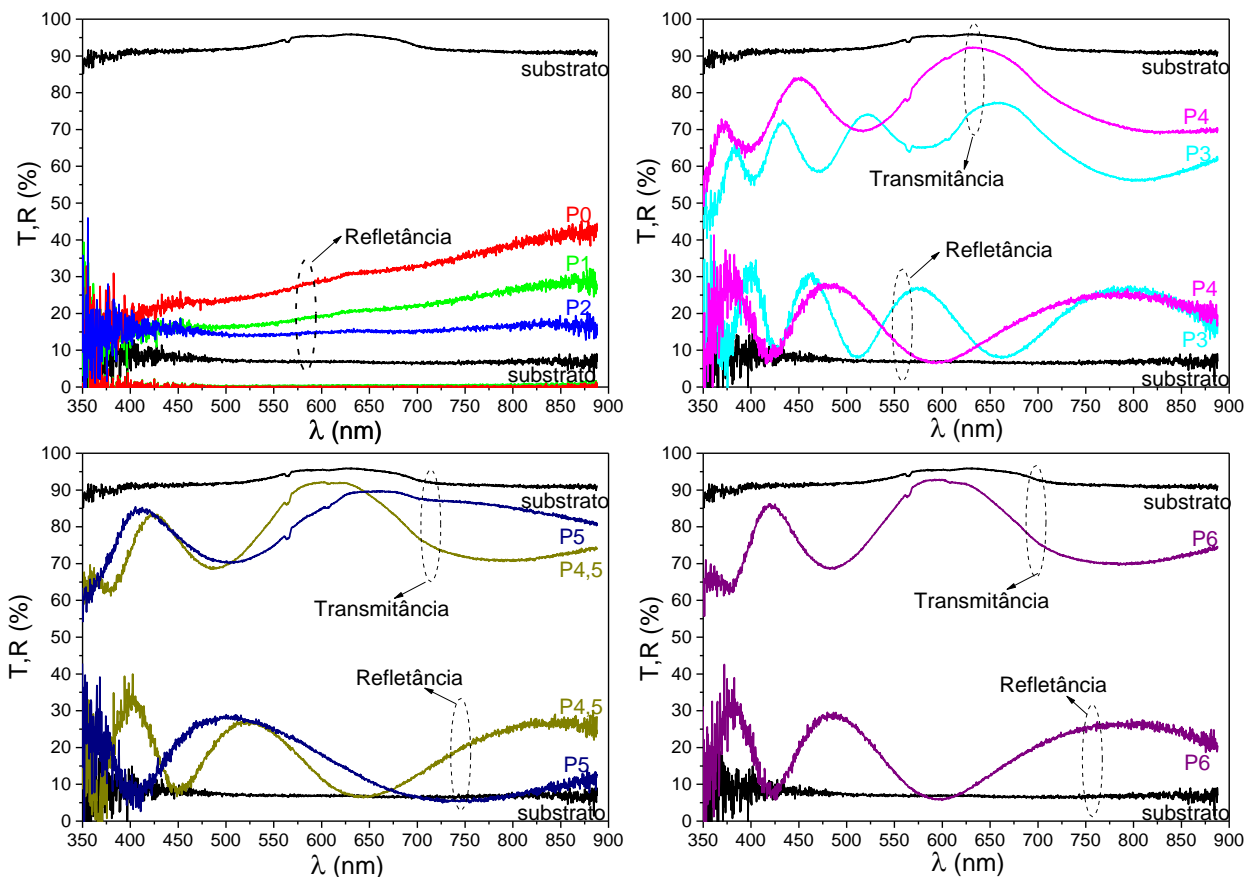 100
90
80
70
60
50
40
30
20
10
0
T,R (%)
substrato
P0
Refletância
P1
P2
substrato
350 400 450 500 550 600 650 700 750 800 850 900
λ (nm)
100
90
80
70
60
50
40
30
20
10
0
T,R (%)
substrato
P4
P3
Transmitância
Refletância
P4
P3
substrato
350 400 450 500 550 600 650 700 750 800 850 900
λ (nm)
100
90
80
70
60
50
40
30
20
10
0
T,R (%)
substrato
P5
P4,5
Transmitância
Refletância
P4,5
P5
substrato
350 400 450 500 550 600 650 700 750 800 850 900
λ (nm)
100
90
80
70
60
50
40
30
20
10
0
T,R (%)
substrato
P6
Transmitância
Refletância
P6
substrato
350 400 450 500 550 600 650 700 750 800 850 900
λ (nm)